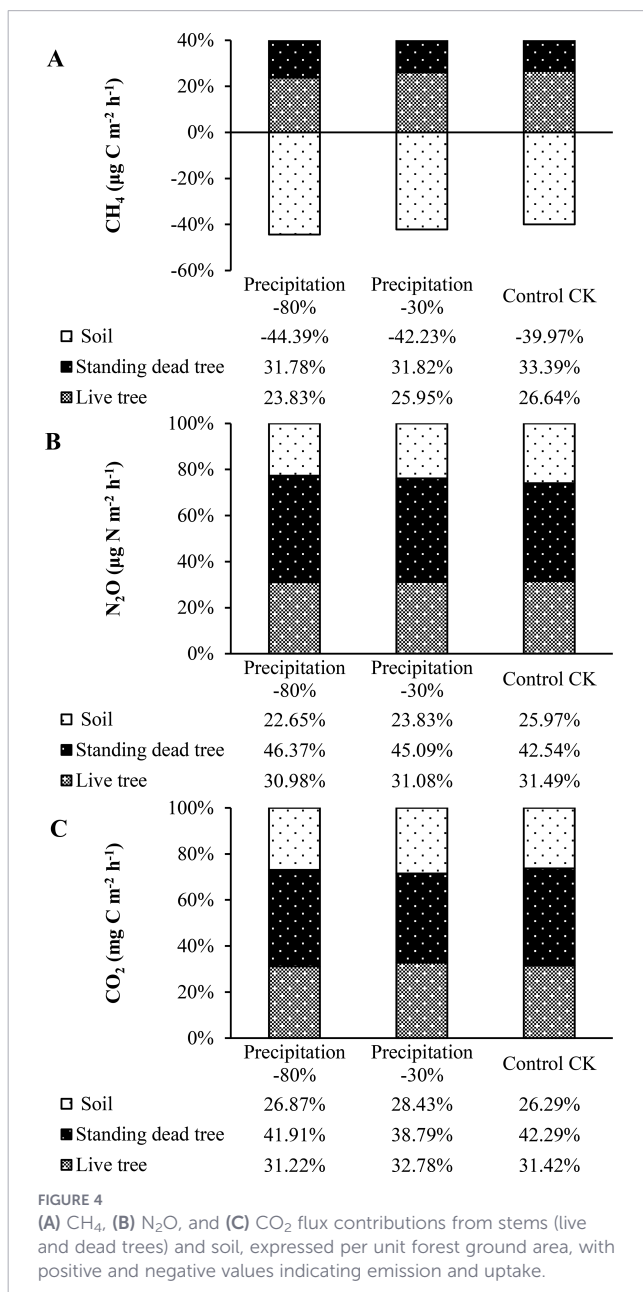 A
CH₄ (µg C m⁻² h⁻¹)
40%
20%
0%
-20%
-40%
-60%
Precipitation -80%
Precipitation -30%
Control CK
Soil -44.39% -42.23% -39.97%
Standing dead tree 31.78% 31.82% 33.39%
Live tree 23.83% 25.95% 26.64%
B
N₂O (µg N m⁻² h⁻¹)
100%
80%
60%
40%
20%
0%
Precipitation -80%
Precipitation -30%
Control CK
Soil 22.65% 23.83% 25.97%
Standing dead tree 46.37% 45.09% 42.54%
Live tree 30.98% 31.08% 31.49%
C
CO₂ (mg C m⁻² h⁻¹)
100%
80%
60%
40%
20%
0%
Precipitation -80%
Precipitation -30%
Control CK
Soil 26.87% 28.43% 26.29%
Standing dead tree 41.91% 38.79% 42.29%
Live tree 31.22% 32.78% 31.42%
FIGURE 4
(A) CH₄, (B) N₂O, and (C) CO₂ flux contributions from stems (live
and dead trees) and soil, expressed per unit forest ground area, with
positive and negative values indicating emission and uptake.